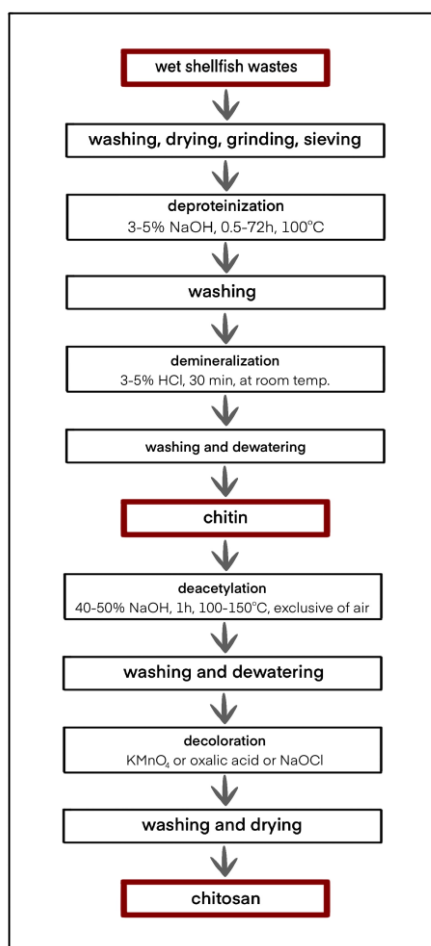 wet shellfish wastes
washing, drying, grinding, sieving
deproteinization
3-5% NaOH, 0.5-72h, 100°C
washing
demineralization
3-5% HCl, 30 min, at room temp.
washing and dewatering
chitin
deacetylation
40-50% NaOH, 1h, 100-150°C, exclusive of air
washing and dewatering
decoloration
KMnO₄ or oxalic acid or NaOCl
washing and drying
chitosan